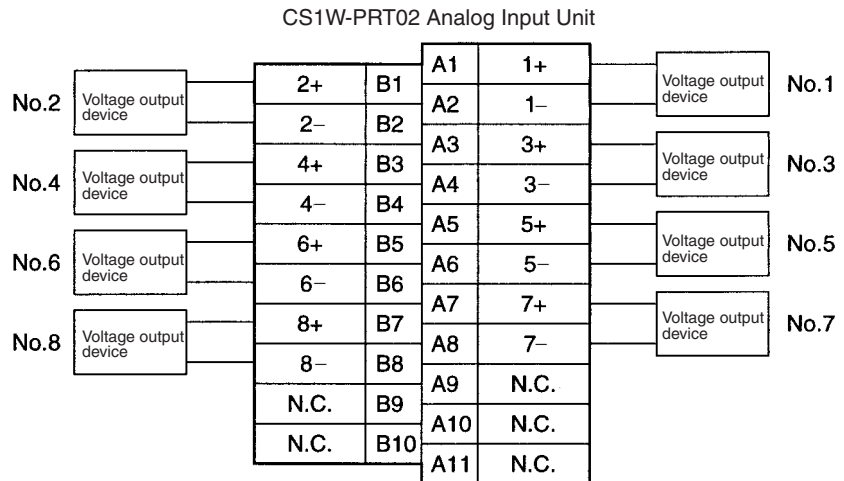 CS1W-PRT02 Analog Input Unit
No.2
Voltage output
device
No.4
Voltage output
device
No.6
Voltage output
device
No.8
Voltage output
device
2+ B1
2− B2
4+ B3
4− B4
6+ B5
6− B6
8+ B7
8− B8
N.C. B9
N.C. B10
A1 1+
A2 1−
A3 3+
A4 3−
A5 5+
A6 5−
A7 7+
A8 7−
A9 N.C.
A10 N.C.
A11 N.C.
Voltage output
device
No.1
Voltage output
device
No.3
Voltage output
device
No.5
Voltage output
device
No.7